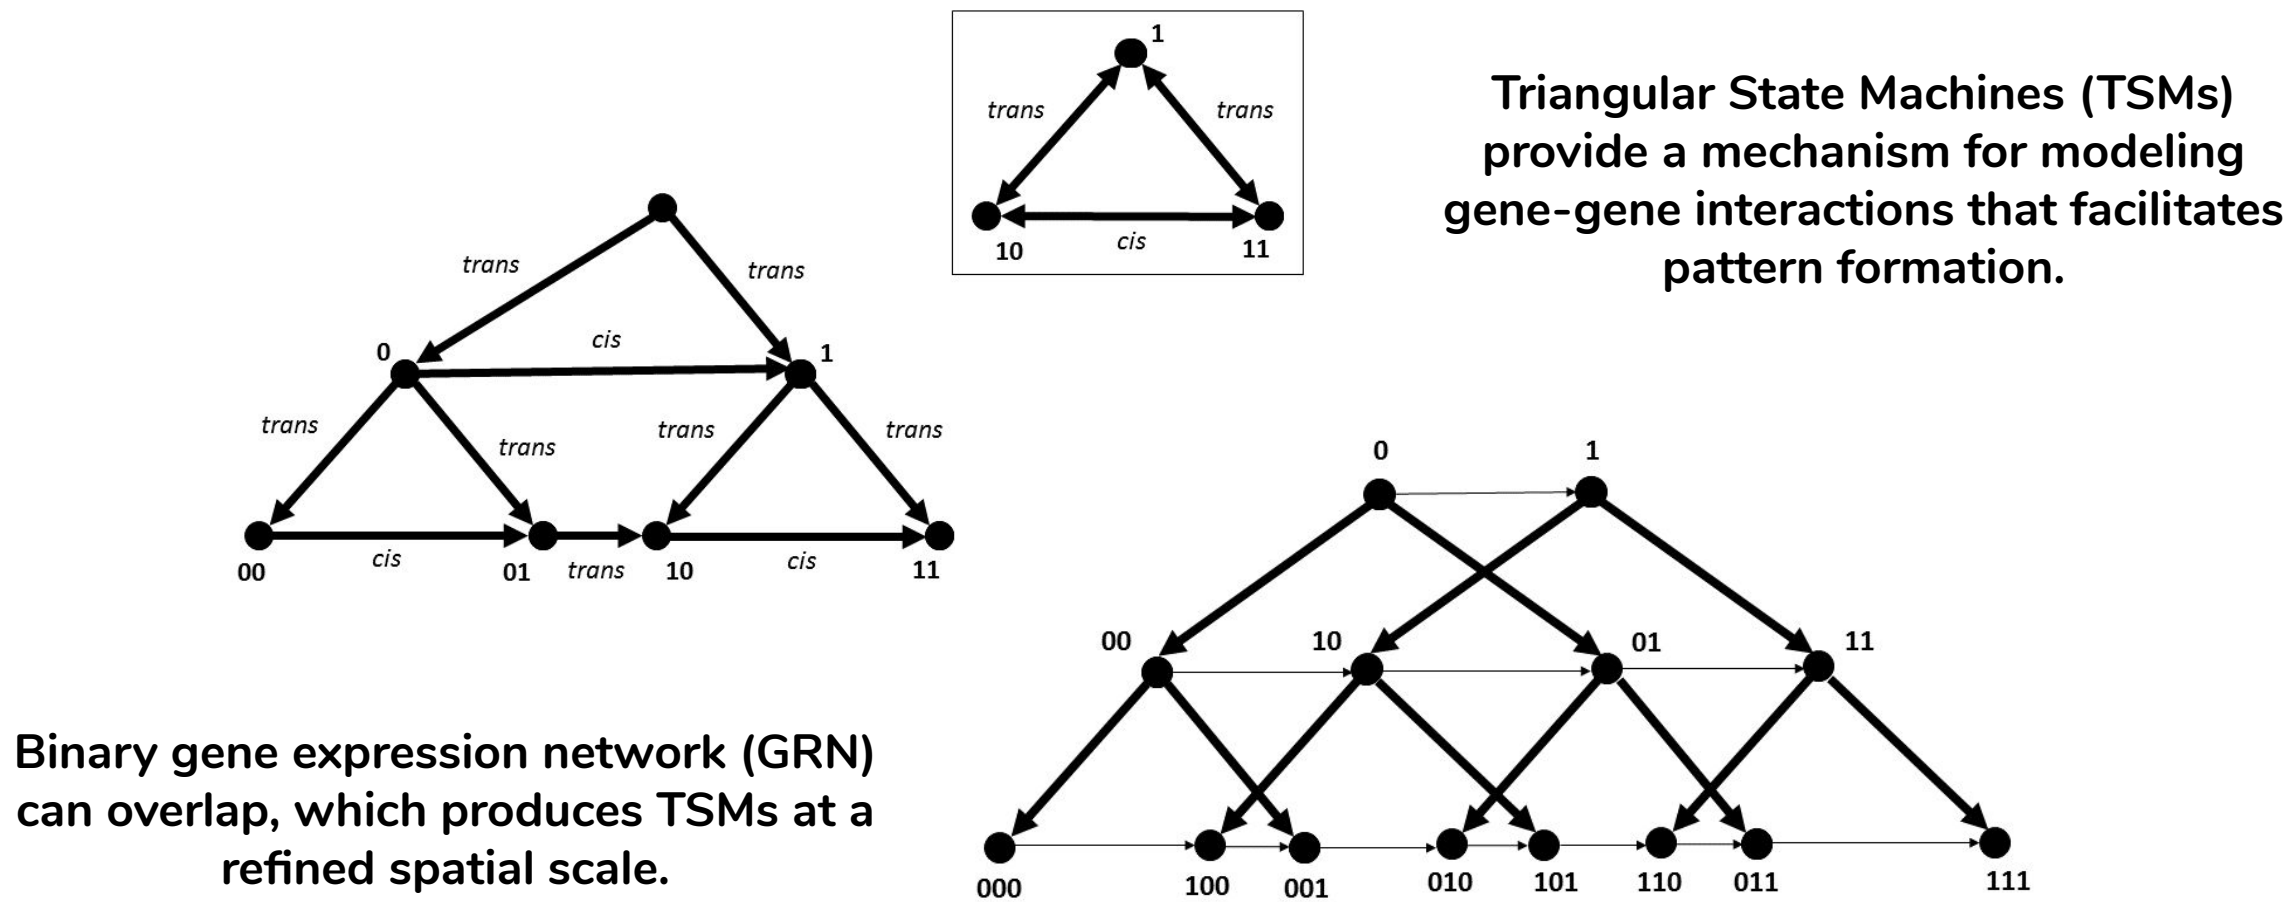 1
trans
trans
10
cis
11
Triangular State Machines (TSMs)
provide a mechanism for modeling
gene-gene interactions that facilitates
pattern formation.
trans
trans
0
cis
1
trans
trans
trans
trans
00
cis
01
trans
10
cis
11
0
1
00
10
01
11
000
100
001
010
101
110
011
111
Binary gene expression network (GRN)
can overlap, which produces TSMs at a
refined spatial scale.